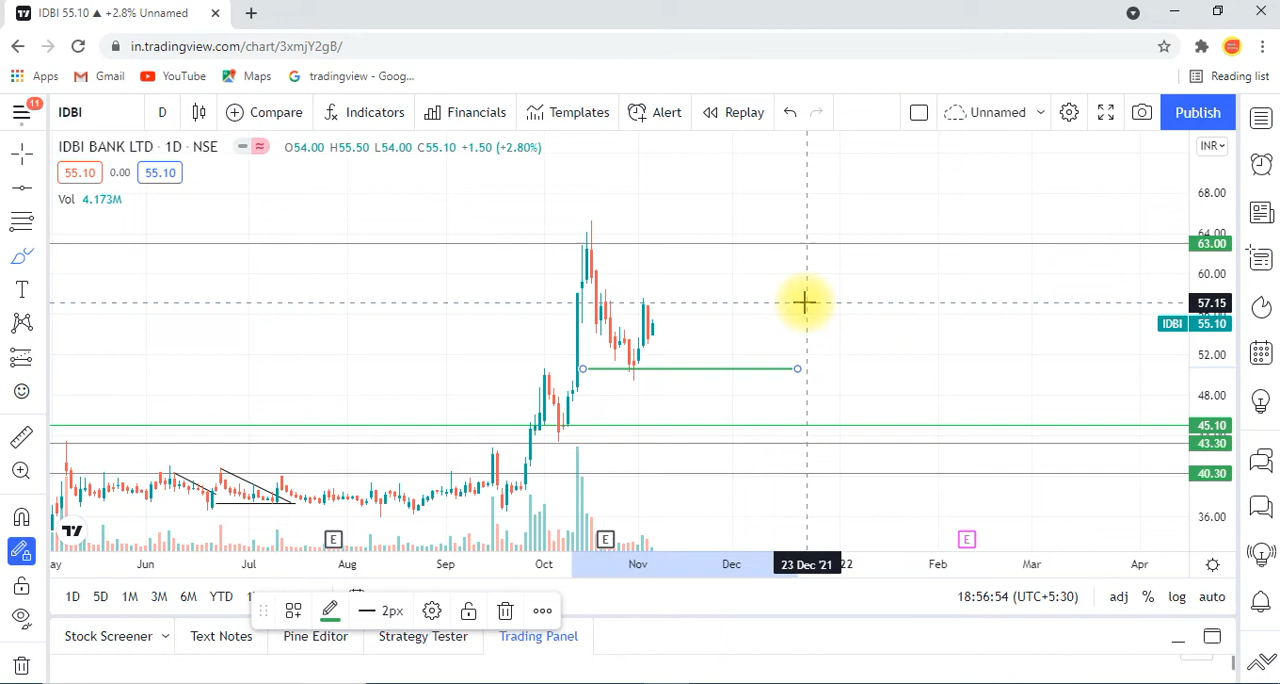 IDBI 55.10 ▲ +2.8% Unnamed
in.tradingview.com/chart/3xmjY2gB/
Apps Gmail YouTube Maps tradingview - Goog... Reading list
11
IDBI D Compare Indicators Financials Templates Alert Replay Unnamed Publish
IDBI BANK LTD · 1D · NSE O54.00 H55.50 L54.00 C55.10 +1.50 (+2.80%) INR
55.10 0.00 55.10
Vol 4.173M
68.00
64.00
63.00
60.00
57.15
IDBI 55.10
52.00
48.00
45.10
43.30
40.30
36.00
E E E
ay Jun Jul Aug Sep Oct Nov Dec 23 Dec '21 22 Feb Mar Apr
1D 5D 1M 3M 6M YTD 18:56:54 (UTC+5:30) adj % log auto
2px
Stock Screener Text Notes Pine Editor Strategy Tester Trading Panel